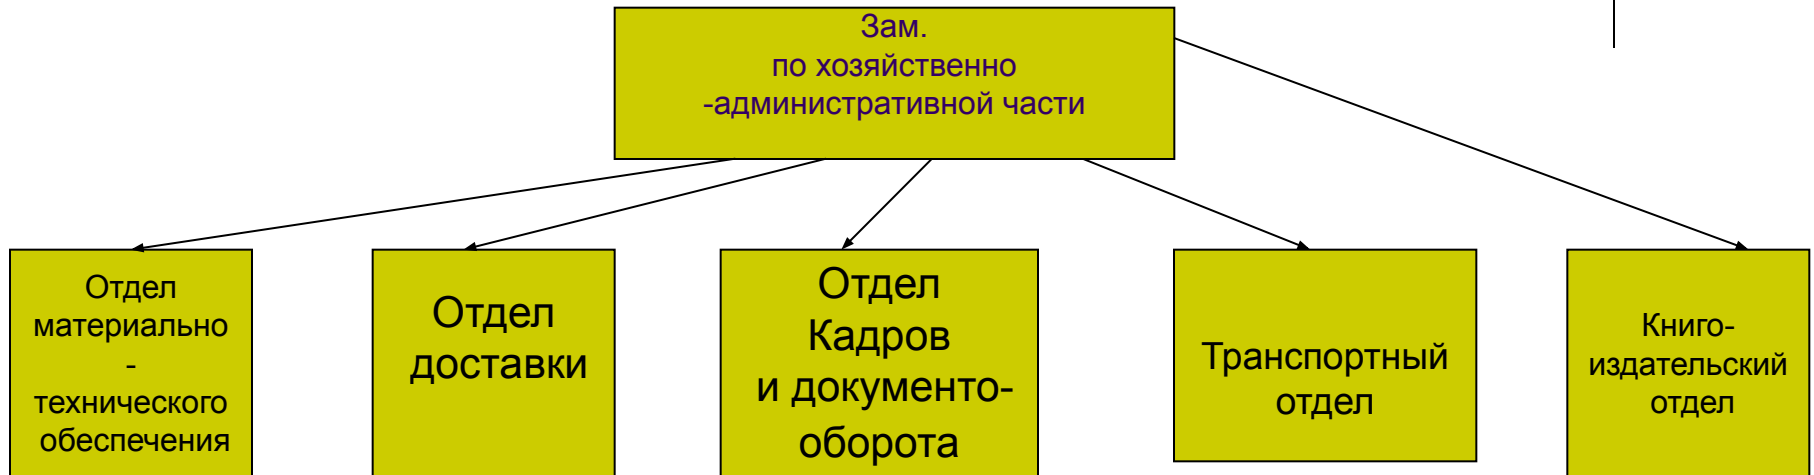 Зам.
по хозяйственно
-административной части
Отдел
материально
-
технического
обеспечения
Отдел
доставки
Отдел
Кадров
и документо-
оборота
Транспортный
отдел
Книго-
издательский
отдел